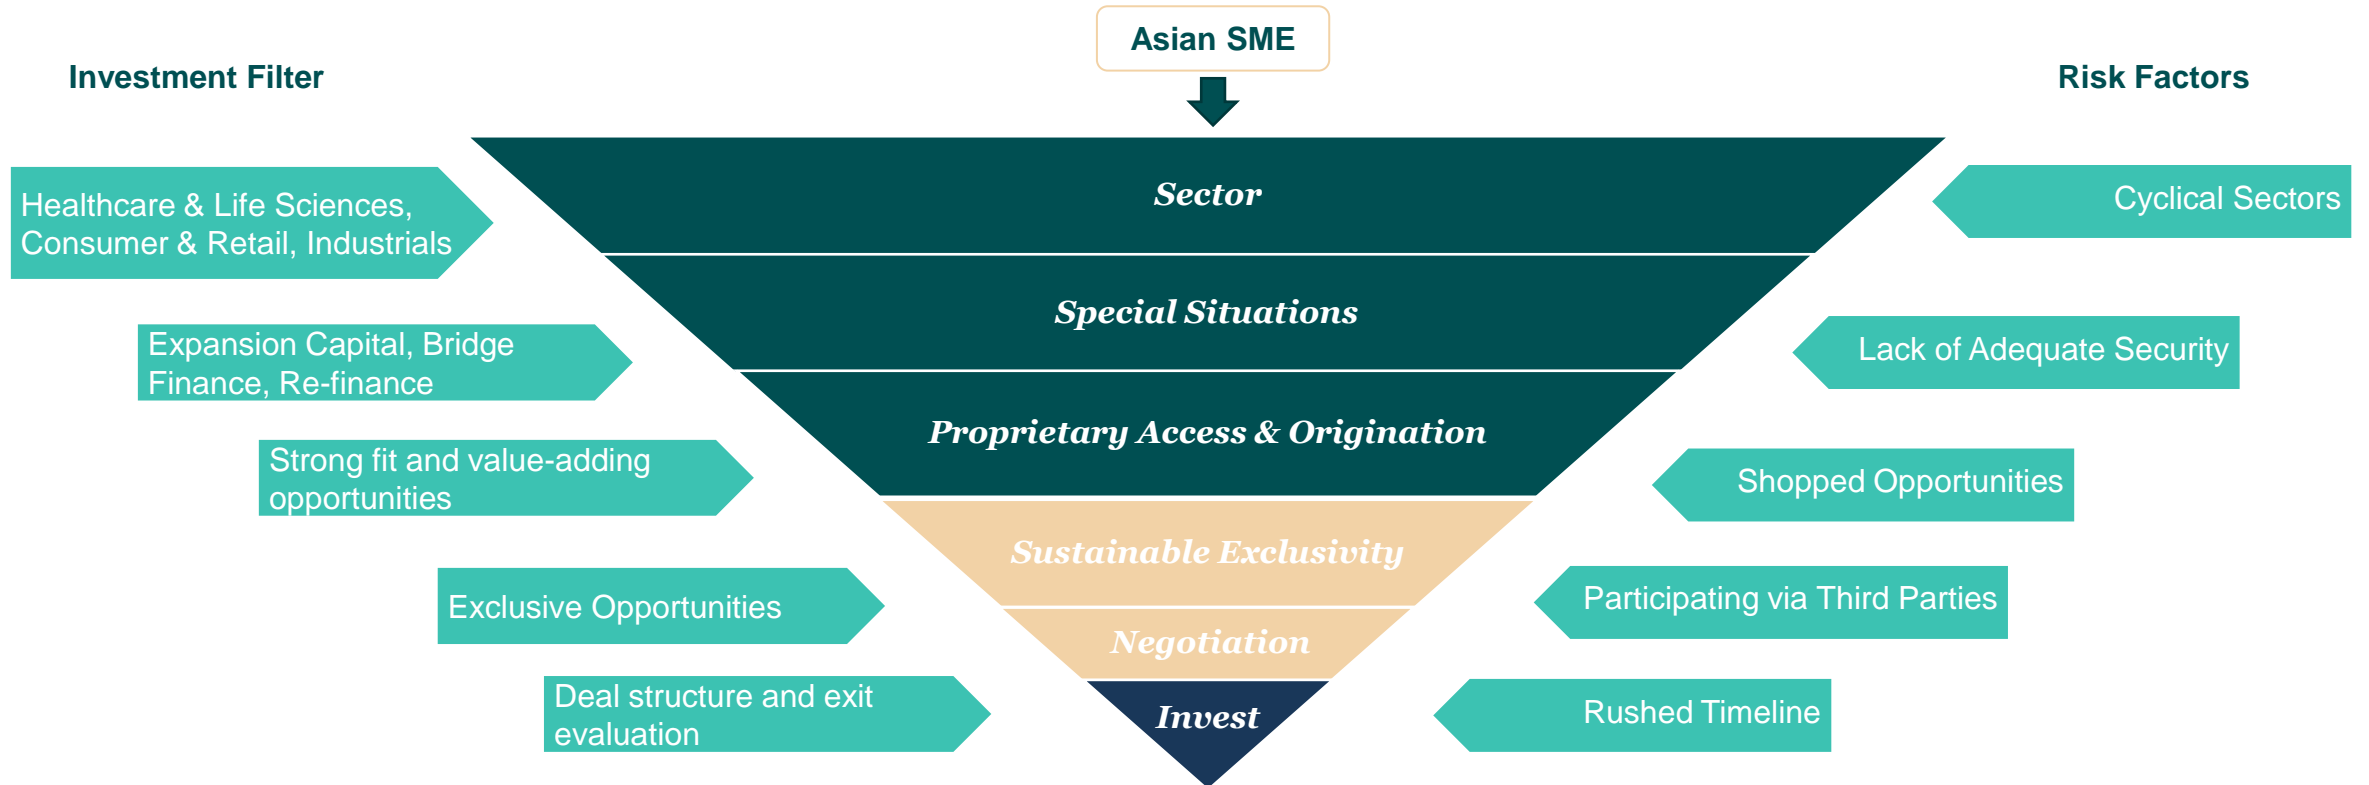 Asian SME
Investment Filter
Risk Factors
Healthcare & Life Sciences,
Consumer & Retail, Industrials
Sector
Cyclical Sectors
Expansion Capital, Bridge
Finance, Re-finance
Special Situations
Lack of Adequate Security
Strong fit and value-adding
opportunities
Proprietary Access & Origination
Shopped Opportunities
Exclusive Opportunities
Sustainable Exclusivity
Participating via Third Parties
Negotiation
Deal structure and exit
evaluation
Invest
Rushed Timeline